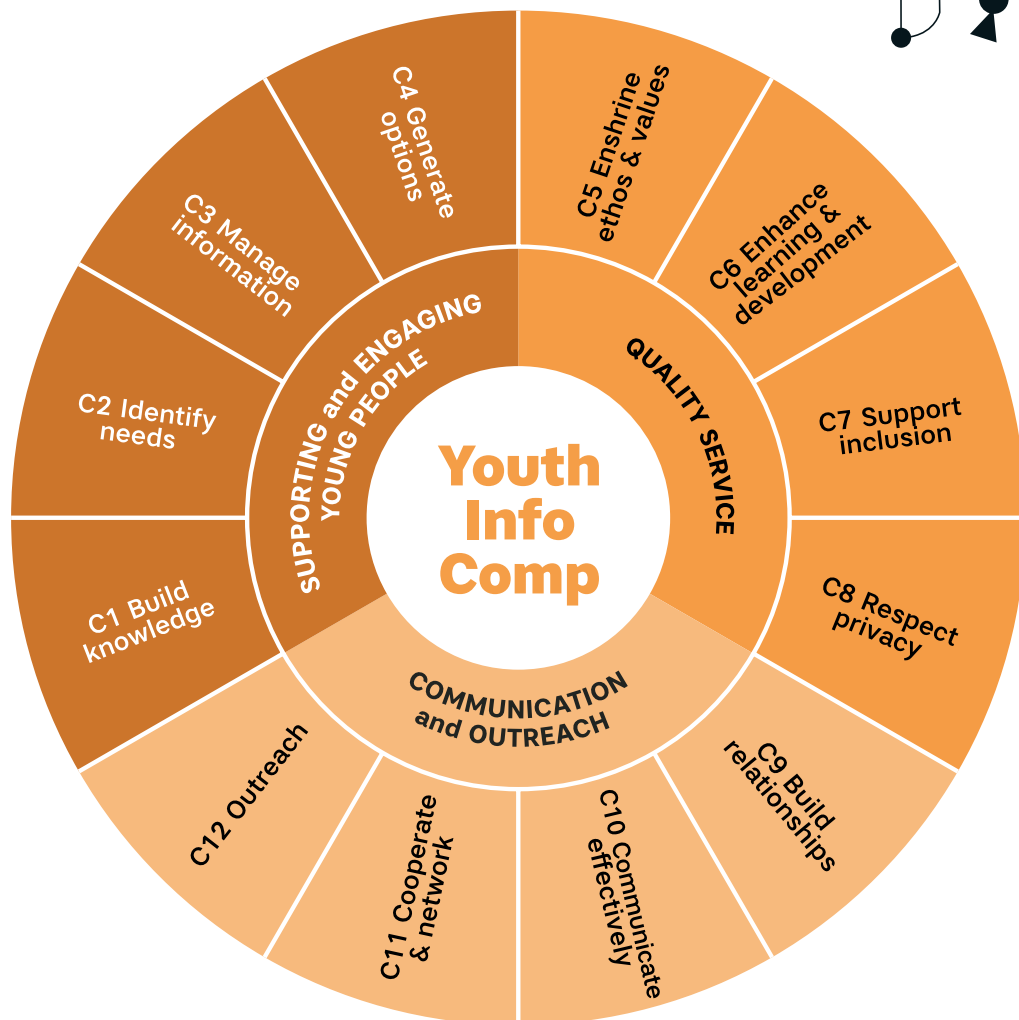 Youth
Info
Comp
SUPPORTING and ENGAGING
YOUNG PEOPLE
QUALITY SERVICE
COMMUNICATION
and OUTREACH
C1 Build
knowledge
C2 Identify
needs
C3 Manage
information
C4 Generate
options
C5 Enshrine
ethos & values
C6 Enhance
learning &
development
C7 Support
inclusion
C8 Respect
privacy
C9 Build
relationships
C10 Communicate
effectively
C11 Cooperate
& network
C12 Outreach